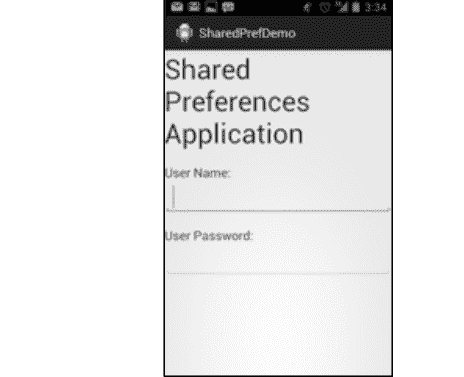 3:34
SharedPrefDemo
Shared
Preferences
Application
User Name:
User Password: